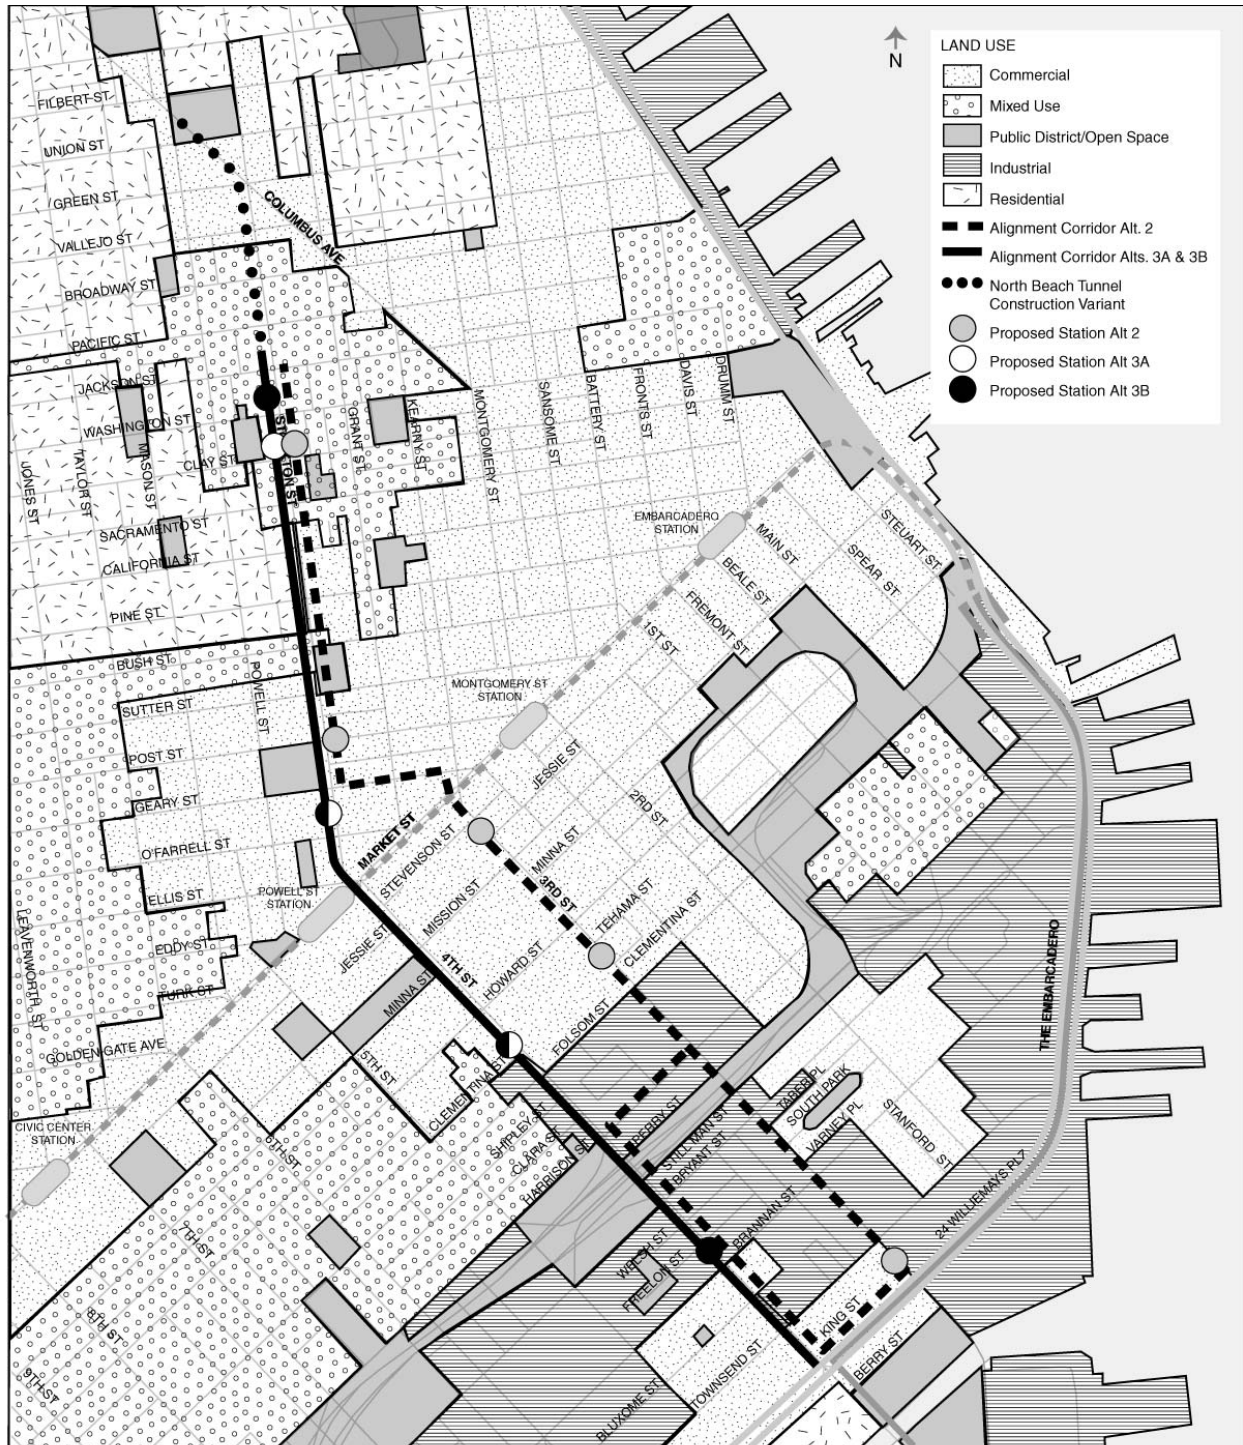 N
LAND USE
Commercial
Mixed Use
Public District/Open Space
Industrial
Residential
Alignment Corridor Alt. 2
Alignment Corridor Alts. 3A & 3B
North Beach Tunnel
Construction Variant
Proposed Station Alt 2
Proposed Station Alt 3A
Proposed Station Alt 3B
FILBERT ST
UNION ST
GREEN ST
VALLEJO ST
BROADWAY ST
PACIFIC ST
JACKSON ST
WASHINGTON ST
CLAY ST
SACRAMENTO ST
CALIFORNIA ST
PINE ST
BUSH ST
SUTTER ST
POST ST
GEARY ST
O'FARRELL ST
ELLIS ST
EDDY ST
TURK ST
GOLDEN GATE AVE
COLUMBUS AVE
JONES ST
TAYLOR ST
MASON ST
POWELL ST
LEAVENWORTH ST
GRANT ST
KEARNY ST
MONTGOMERY ST
SANSOME ST
BATTERY ST
FRONTS ST
DAVIS ST
DRUMM ST
EMBARCADERO
STATION
MONTGOMERY ST
STATION
POWELL ST
STATION
CIVIC CENTER
STATION
MARKET ST
STEUART ST
SPEAR ST
MAIN ST
BEALE ST
FREMONT ST
1ST ST
2RD ST
3RD ST
4TH ST
5TH ST
6TH ST
7TH ST
8TH ST
9TH ST
JESSIE ST
STEVENSON ST
MINNA ST
MISSION ST
TEHAMA ST
CLEMENTINA ST
HOWARD ST
JESSIE ST
MINNA ST
FOLSOM ST
CLEMENTINA ST
SHIPLEY ST
CLARA ST
HARRISON ST
PERRY ST
STILLMAN ST
BRYANT ST
TABER PL
SOUTH PARK
VARNEY PL
STANFORD ST
BRANNAN ST
WELSH ST
FREELON ST
KING ST
BERRY ST
TOWNSEND ST
BLUXOME ST
24 WILLIEMAYS PL7
THE EMBARCADERO